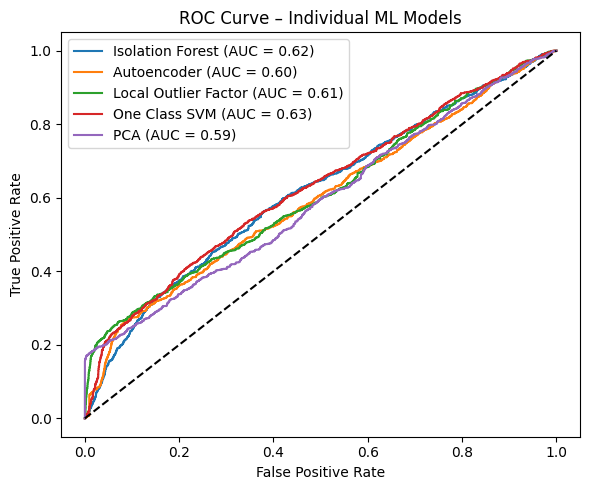 ROC Curve – Individual ML Models
Isolation Forest (AUC = 0.62)
Autoencoder (AUC = 0.60)
Local Outlier Factor (AUC = 0.61)
One Class SVM (AUC = 0.63)
PCA (AUC = 0.59)
True Positive Rate
1.0
0.8
0.6
0.4
0.2
0.0
0.0 0.2 0.4 0.6 0.8 1.0
False Positive Rate